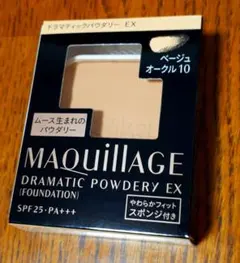 ドラマティックパウダリー EX
ベージュ
オークル10
ムース生まれの
パウダリー
MAQuillAGE
DRAMATIC POWDERY EX
[FOUNDATION]
SPF25・PA+++
やわらかフィット
スポンジ付き